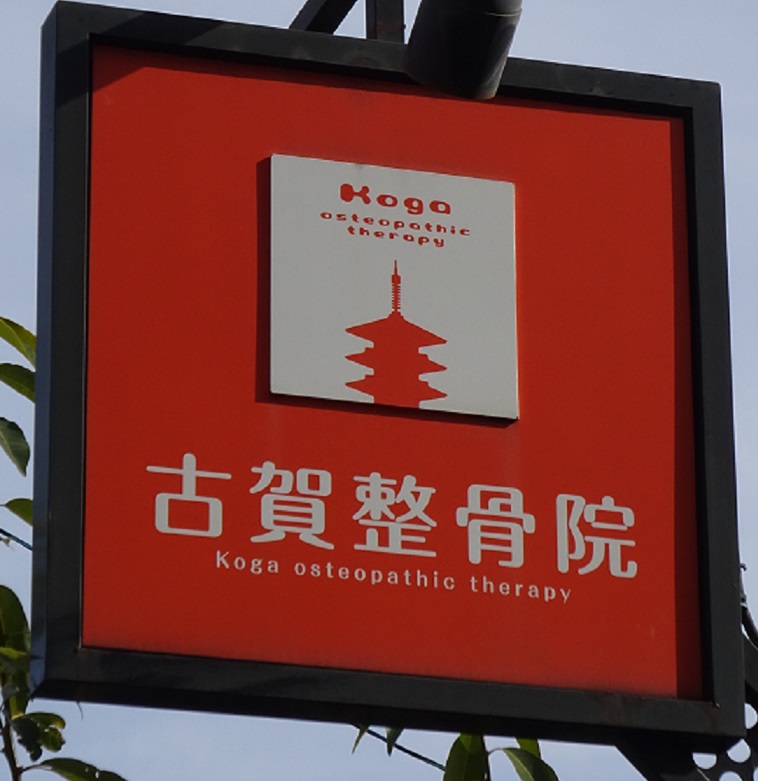 Koga
osteopathic
therapy
古賀整骨院
Koga osteopathic therapy